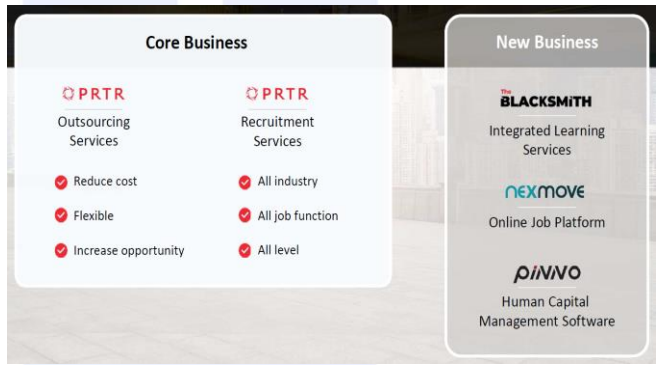 Core Business
PRTR
Outsourcing
Services
Reduce cost
Flexible
Increase opportunity
PRTR
Recruitment
Services
All industry
All job function
All level
New Business
The
BLACKSMiTH
Integrated Learning
Services
nexmove
Online Job Platform
PiNiVO
Human Capital
Management Software